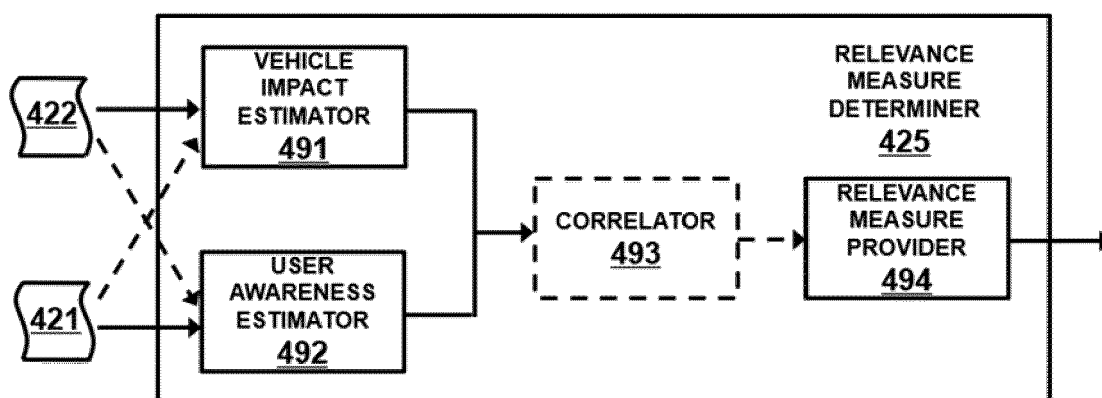 422
421
VEHICLE
IMPACT
ESTIMATOR
491
USER
AWARENESS
ESTIMATOR
492
CORRELATOR
493
RELEVANCE
MEASURE
DETERMINER
425
RELEVANCE
MEASURE
PROVIDER
494